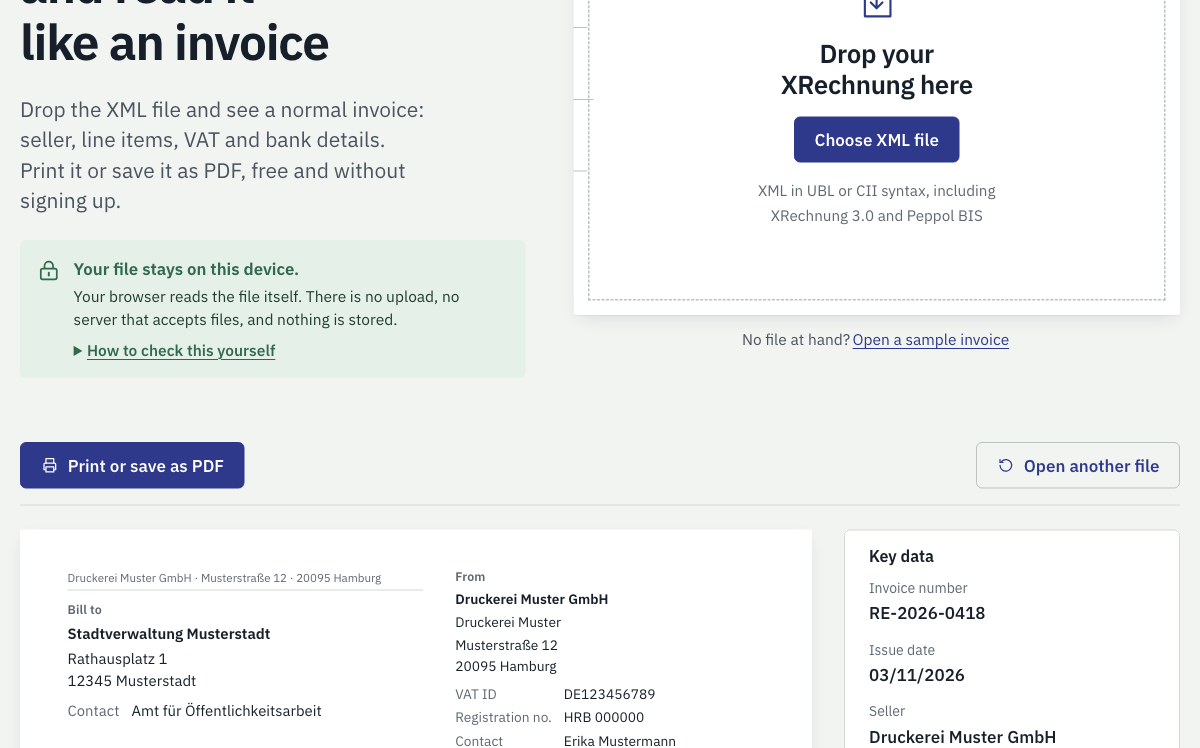 like an invoice
Drop the XML file and see a normal invoice:
seller, line items, VAT and bank details.
Print it or save it as PDF, free and without
signing up.
Your file stays on this device.
Your browser reads the file itself. There is no upload, no
server that accepts files, and nothing is stored.
How to check this yourself
Drop your
XRechnung here
Choose XML file
XML in UBL or CII syntax, including
XRechnung 3.0 and Peppol BIS
No file at hand? Open a sample invoice
Print or save as PDF
Open another file
Druckerei Muster GmbH · Musterstraße 12 · 20095 Hamburg
Bill to
Stadtverwaltung Musterstadt
Rathausplatz 1
12345 Musterstadt
Contact Amt für Öffentlichkeitsarbeit
From
Druckerei Muster GmbH
Druckerei Muster
Musterstraße 12
20095 Hamburg
VAT ID DE123456789
Registration no. HRB 000000
Contact Erika Mustermann
Key data
Invoice number
RE-2026-0418
Issue date
03/11/2026
Seller
Druckerei Muster GmbH